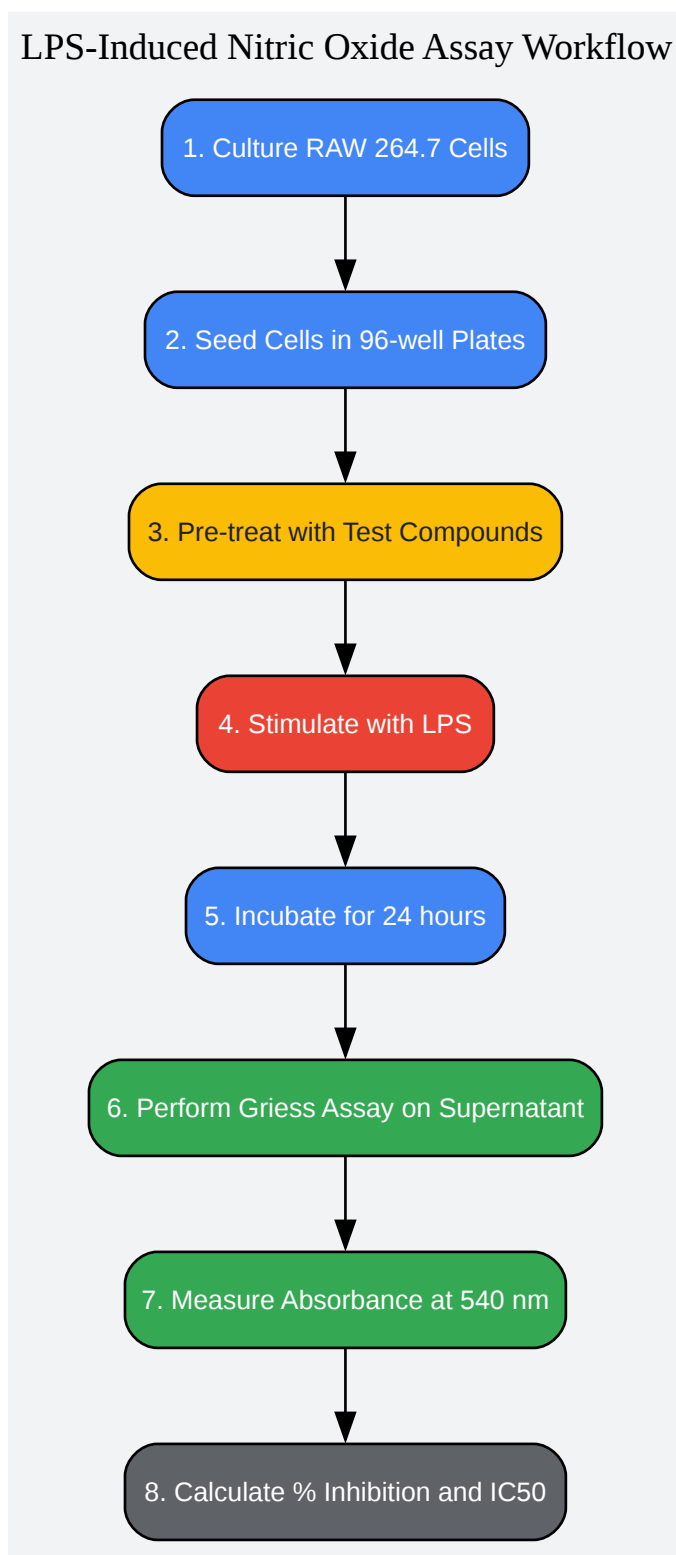 LPS-Induced Nitric Oxide Assay Workflow
1. Culture RAW 264.7 Cells
2. Seed Cells in 96-well Plates
3. Pre-treat with Test Compounds
4. Stimulate with LPS
5. Incubate for 24 hours
6. Perform Griess Assay on Supernatant
7. Measure Absorbance at 540 nm
8. Calculate % Inhibition and IC50